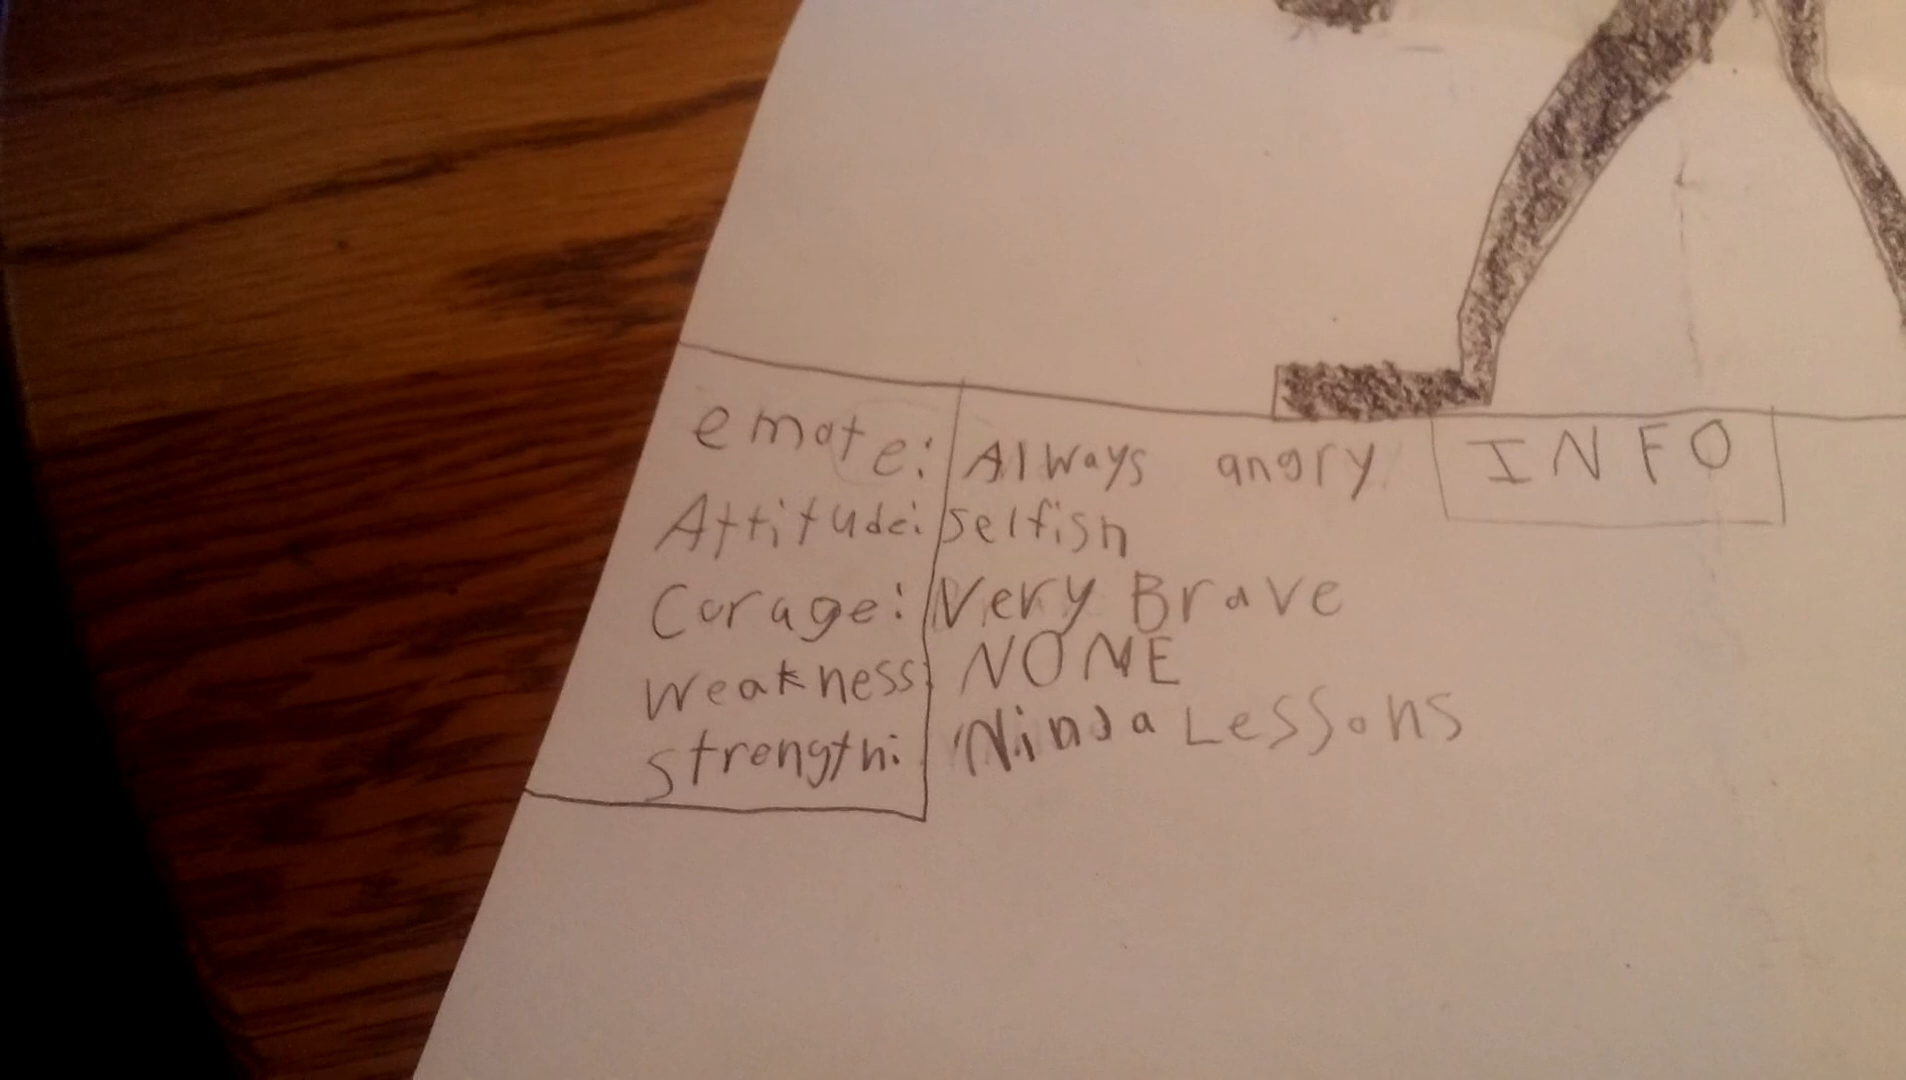 emote: Always angry INFO
Attitude: selfish
Corage: Very Brave
Weakness: NONE
strength: Ninja Lessons